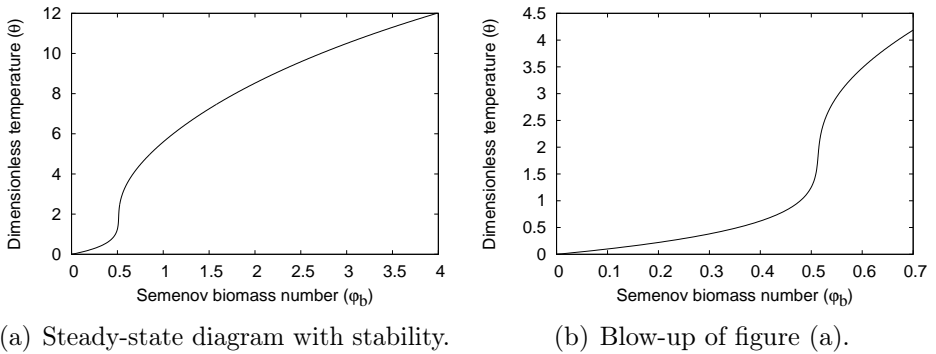 12
10
8
6
4
2
0
0 0.5 1 1.5 2 2.5 3 3.5 4
Dimensionless temperature (θ)
Semenov biomass number (φb)
(a) Steady-state diagram with stability.
4.5
4
3.5
3
2.5
2
1.5
1
0.5
0
0 0.1 0.2 0.3 0.4 0.5 0.6 0.7
Dimensionless temperature (θ)
Semenov biomass number (φb)
(b) Blow-up of figure (a).